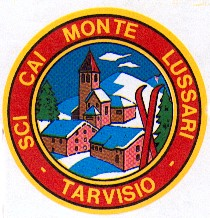 SCI CAI MONTE LUSSARI
- TARVISIO -